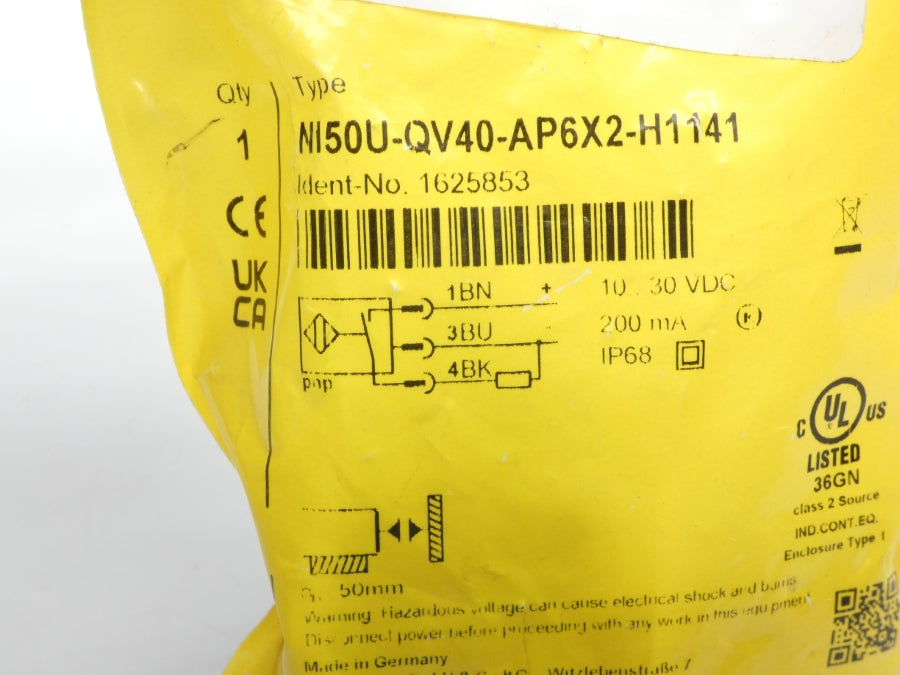 Qty
1
Type
NI50U-QV40-AP6X2-H1141
Ident-No. 1625853
CE
UK
CA
1BN +
3BU -
4BK
pnp
10...30 VDC
200 mA
IP68
C UL US
LISTED
36GN
class 2 Source
IND.CONT.EQ.
Enclosure Type 1
50mm
Warning: Hazardous voltage can cause electrical shock and burns.
Disconnect power before proceeding with any work in this equipment
Made in Germany
Witzlebenstraße 7